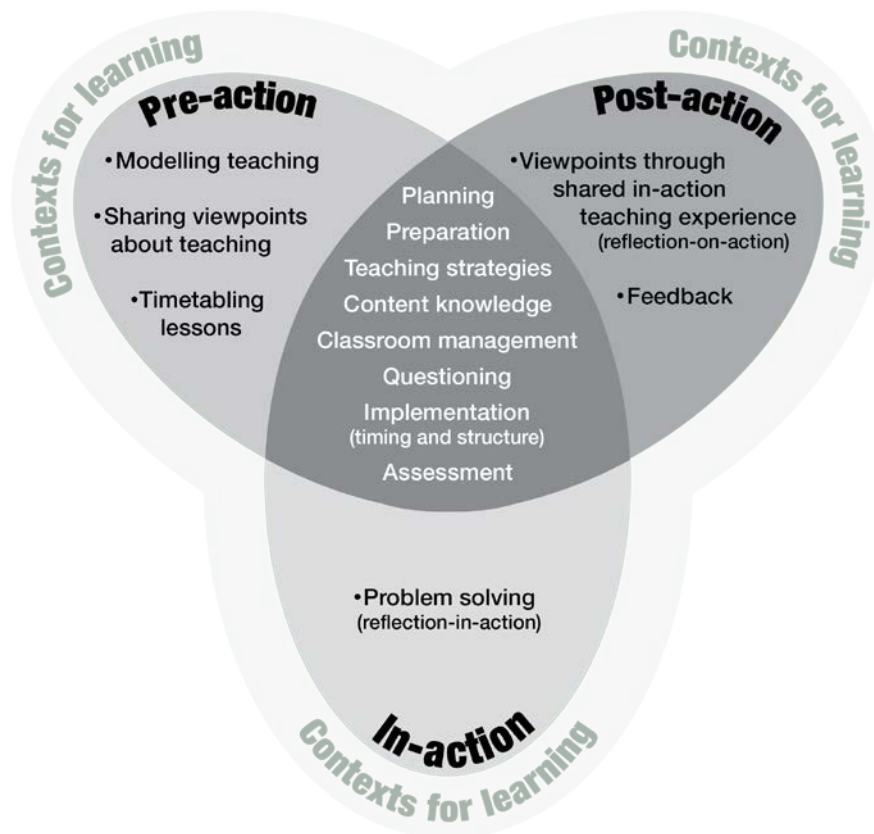 Contexts for learning
Pre-action
•Modelling teaching
•Sharing viewpoints
about teaching
•Timetabling
lessons
Contexts for learning
Post-action
•Viewpoints through
shared in-action
teaching experience
(reflection-on-action)
•Feedback
Planning
Preparation
Teaching strategies
Content knowledge
Classroom management
Questioning
Implementation
(timing and structure)
Assessment
•Problem solving
(reflection-in-action)
In-action
Contexts for learning